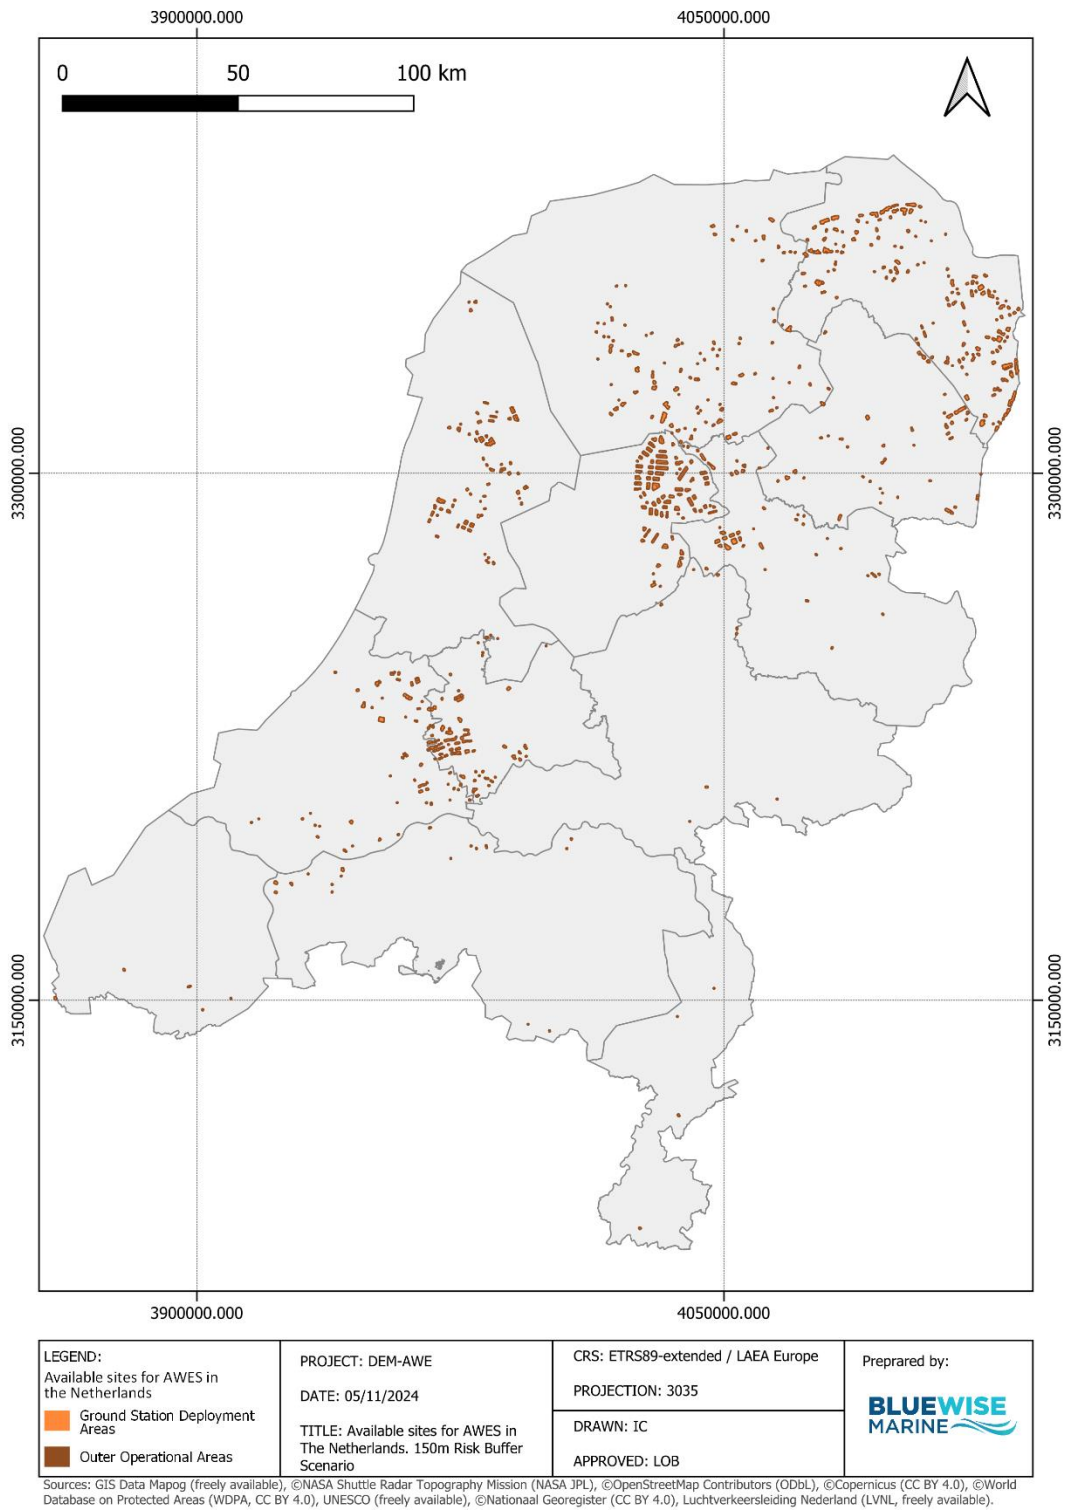 3900000.000 4050000.000
0 50 100 km
3300000.000 3300000.000
3150000.000 3150000.000
3900000.000 4050000.000
LEGEND:
Available sites for AWES in
the Netherlands
Ground Station Deployment
Areas
Outer Operational Areas
PROJECT: DEM-AWE
DATE: 05/11/2024
TITLE: Available sites for AWES in
The Netherlands. 150m Risk Buffer
Scenario
CRS: ETRS89-extended / LAEA Europe
PROJECTION: 3035
DRAWN: IC
APPROVED: LOB
Preprared by:
BLUEWISE
MARINE
Sources: GIS Data Mapog (freely available), ©NASA Shuttle Radar Topography Mission (NASA JPL), ©OpenStreetMap Contributors (ODbL), ©Copernicus (CC BY 4.0), ©World
Database on Protected Areas (WDPA, CC BY 4.0), UNESCO (freely available), ©Nationaal Georegister (CC BY 4.0), Luchtverkeersleiding Nederland (LVNL, freely available).